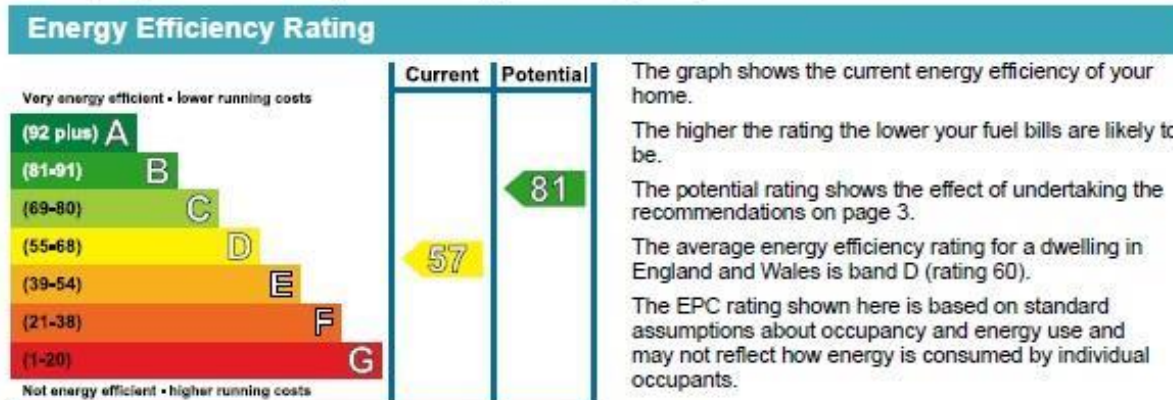 Energy Efficiency Rating
Current Potential
Very energy efficient • lower running costs
(92 plus) A
(81-91) B
(69-80) C
(55-68) D
(39-54) E
(21-38) F
(1-20) G
Not energy efficient • higher running costs
57
81
The graph shows the current energy efficiency of your
home.
The higher the rating the lower your fuel bills are likely to
be.
The potential rating shows the effect of undertaking the
recommendations on page 3.
The average energy efficiency rating for a dwelling in
England and Wales is band D (rating 60).
The EPC rating shown here is based on standard
assumptions about occupancy and energy use and
may not reflect how energy is consumed by individual
occupants.